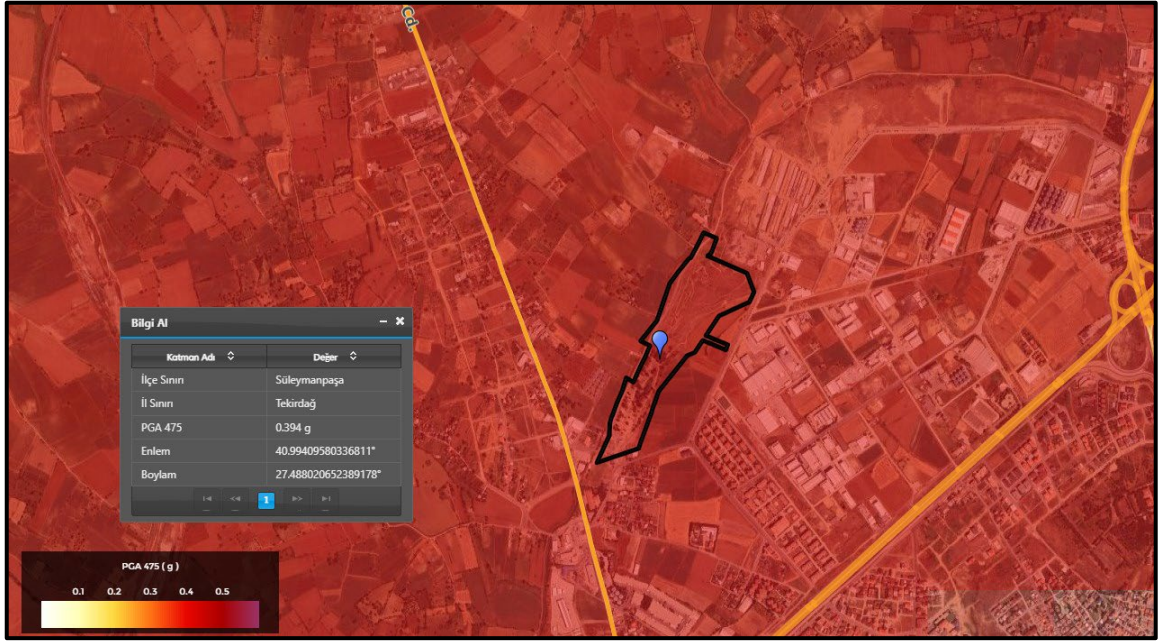 Cd.
Bilgi Al
Katman Adı Değer
İlçe Sınırı Süleymanpaşa
İl Sınırı Tekirdağ
PGA 475 0.394 g
Enlem 40.99409580336811°
Boylam 27.488020652389178°
1
PGA 475 ( g )
0.1 0.2 0.3 0.4 0.5